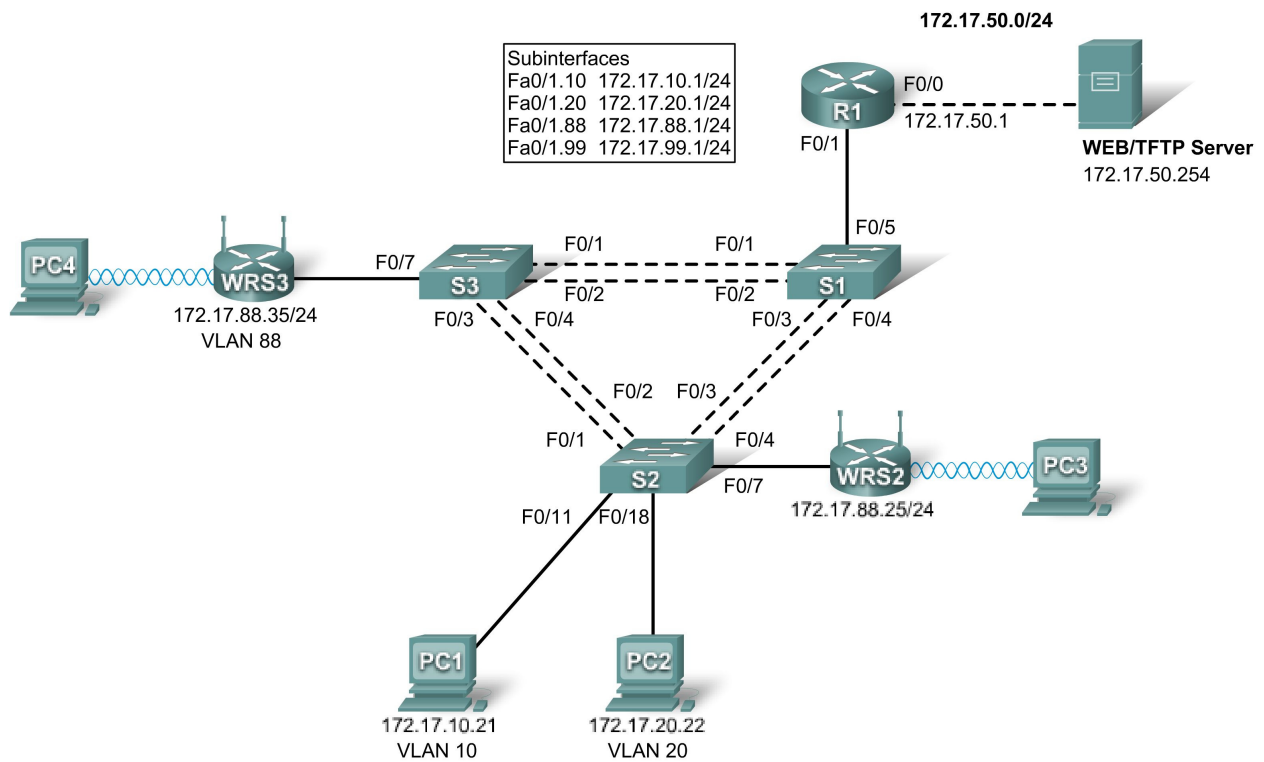 172.17.50.0/24
Subinterfaces
Fa0/1.10 172.17.10.1/24
Fa0/1.20 172.17.20.1/24
Fa0/1.88 172.17.88.1/24
Fa0/1.99 172.17.99.1/24
R1
F0/0
172.17.50.1
F0/1
WEB/TFTP Server
172.17.50.254
F0/5
PC4
WRS3
172.17.88.35/24
VLAN 88
F0/7
S3
F0/1
F0/1
F0/2
F0/2
S1
F0/3
F0/4
F0/3
F0/4
F0/2
F0/3
F0/1
F0/4
S2
F0/7
WRS2
172.17.88.25/24
PC3
F0/11
F0/18
PC1
172.17.10.21
VLAN 10
PC2
172.17.20.22
VLAN 20